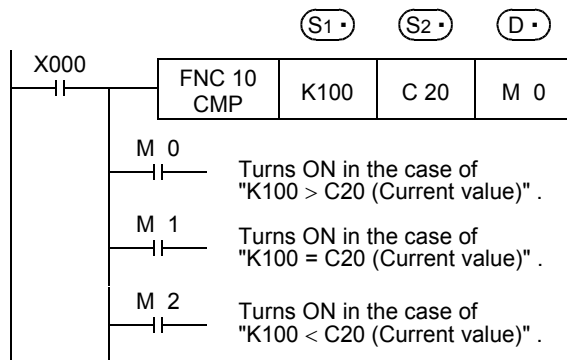 S1 · S2 · D ·
X000
FNC 10
CMP
K100
C 20
M 0
M 0
Turns ON in the case of
"K100 > C20 (Current value)" .
M 1
Turns ON in the case of
"K100 = C20 (Current value)" .
M 2
Turns ON in the case of
"K100 < C20 (Current value)" .